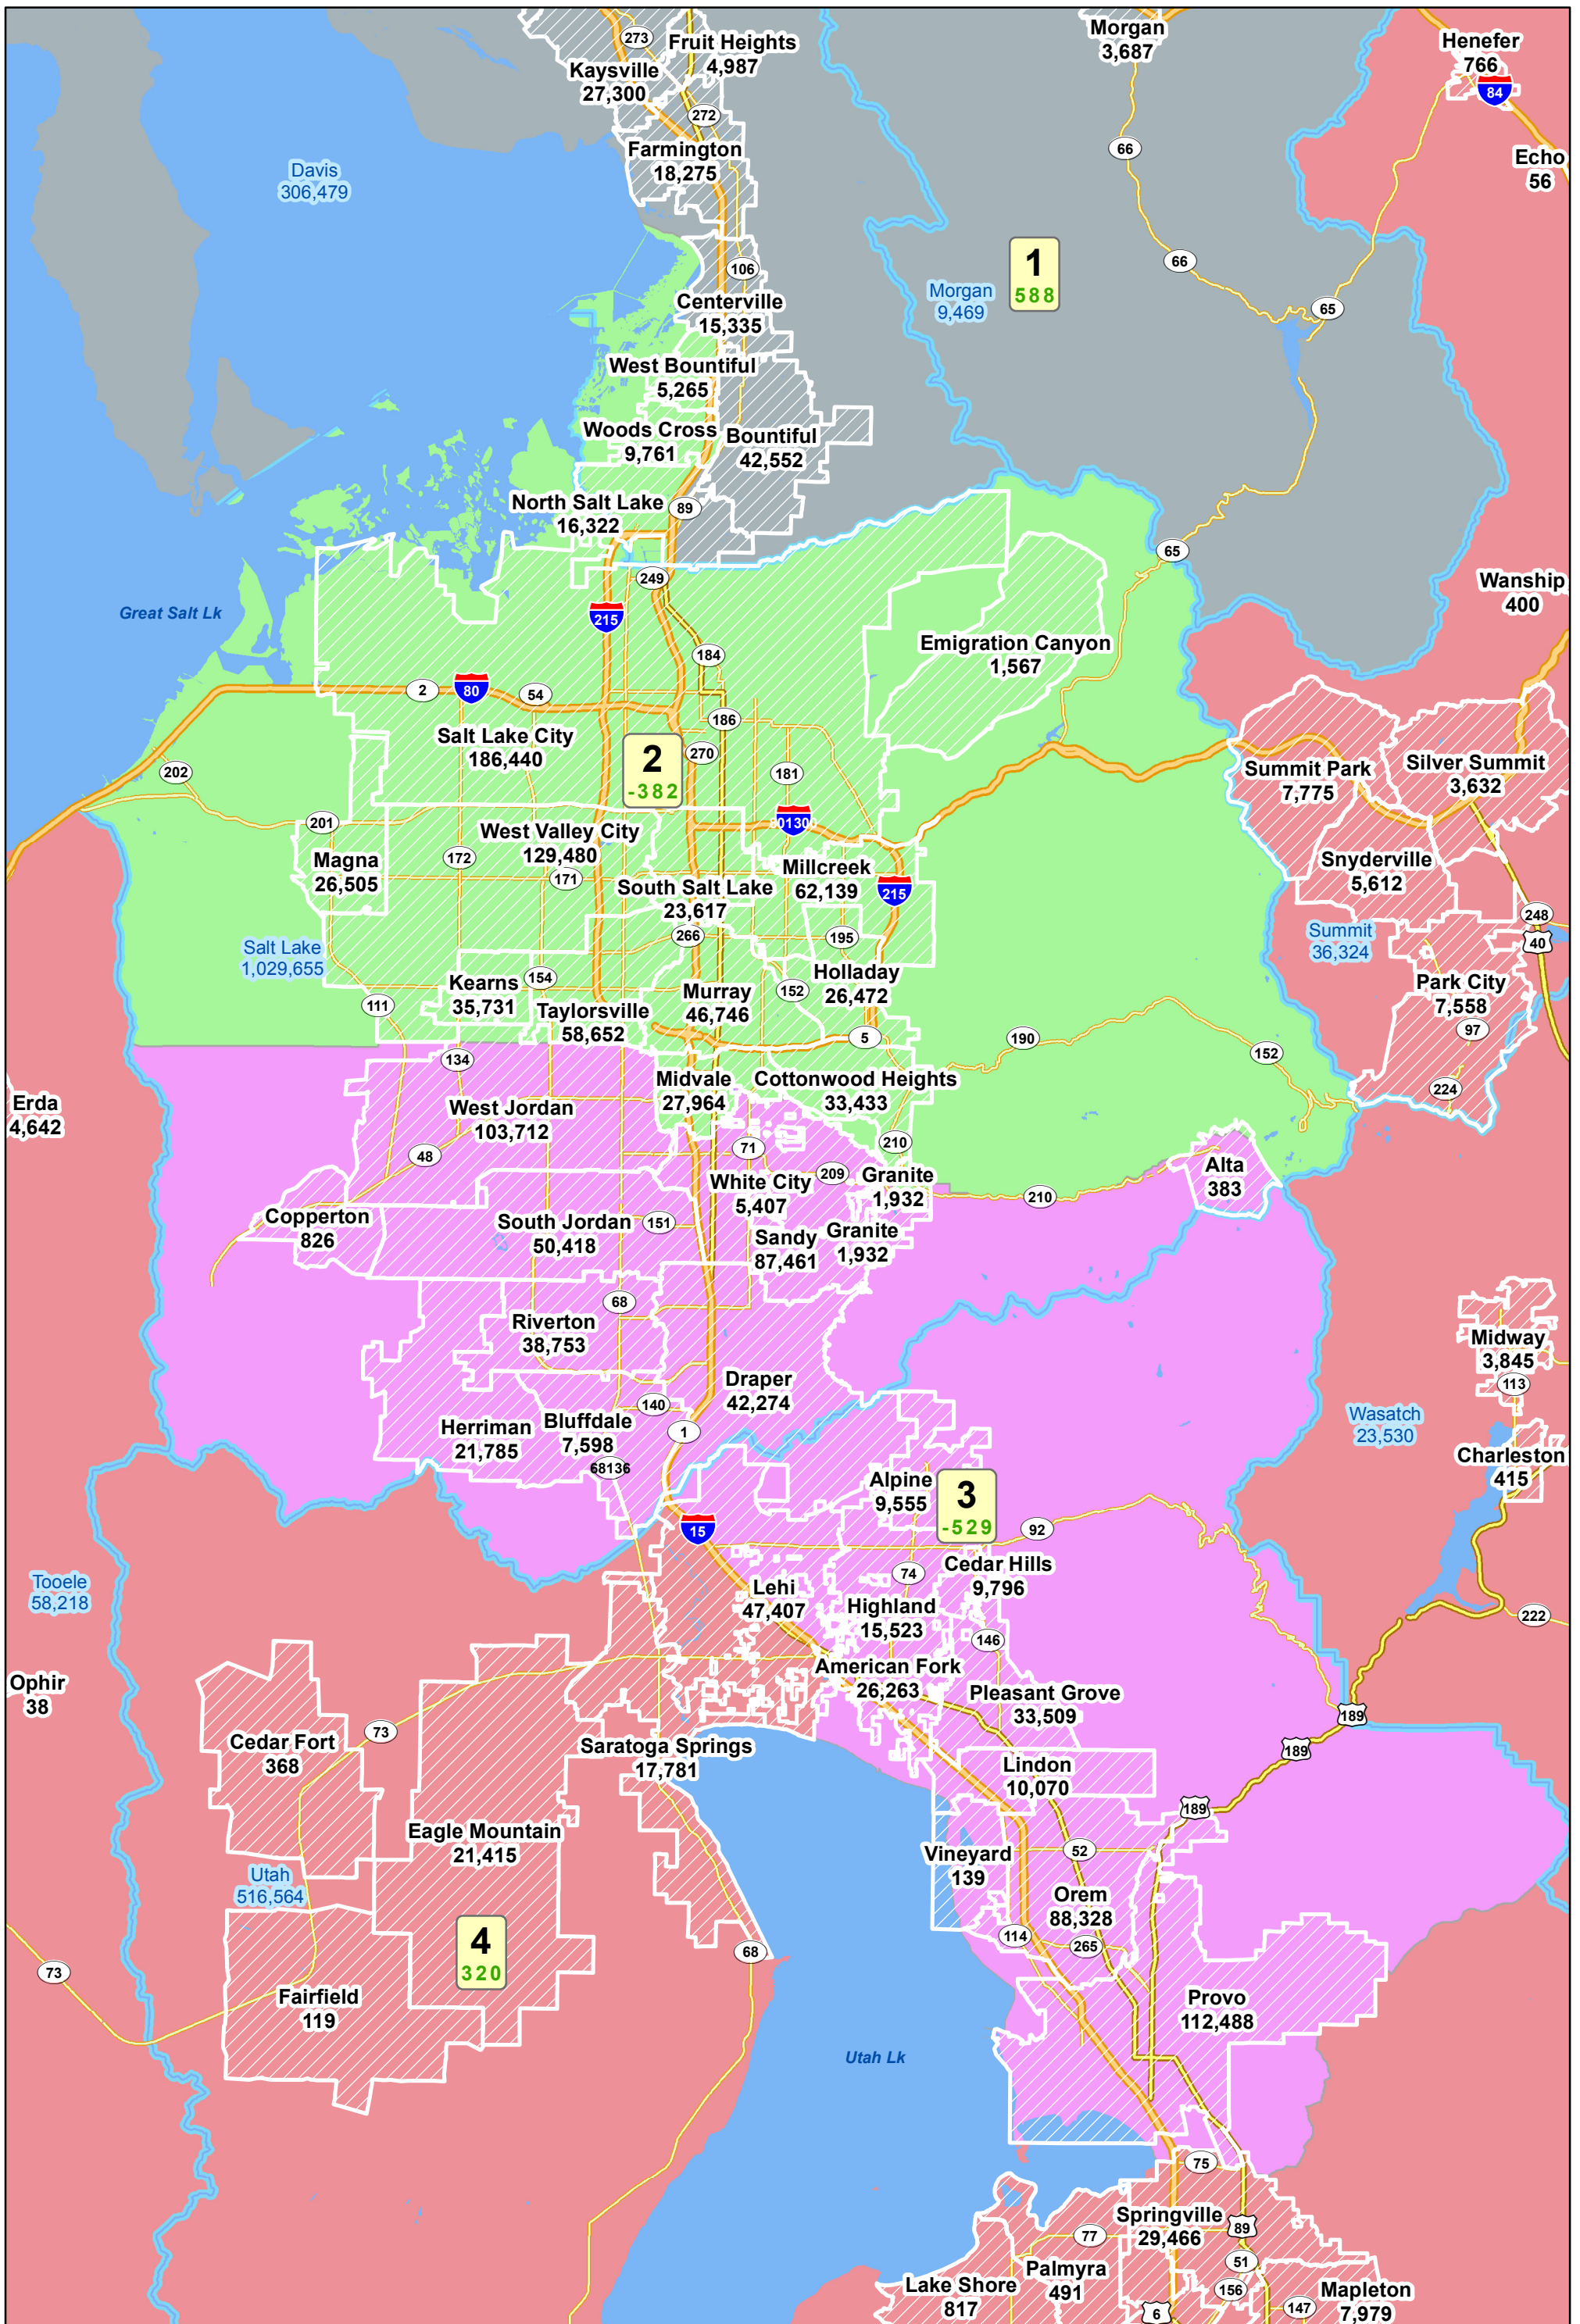 273
Fruit Heights
4,987
Morgan
3,687
Henefer
766
84
Kaysville
27,300
272
Farmington
18,275
66
Echo
56
Davis
306,479
106
1
588
66
Morgan
9,469
65
Centerville
15,335
West Bountiful
5,265
Woods Cross
9,761
Bountiful
42,552
North Salt Lake
16,322
89
65
249
Wanship
400
Great Salt Lk
215
184
Emigration Canyon
1,567
2
80
54
186
Salt Lake City
186,440
2
-382
270
181
202
Summit Park
7,775
Silver Summit
3,632
201
West Valley City
129,480
Magna
26,505
172
171
Millcreek
62,139
215
Snyderville
5,612
South Salt Lake
23,617
266
195
248
40
Salt Lake
1,029,655
Summit
36,324
Kearns
35,731
154
Murray
46,746
152
Holladay
26,472
Park City
7,558
97
111
Taylorsville
58,652
5
190
152
134
Midvale
27,964
Cottonwood Heights
33,433
224
Erda
4,642
West Jordan
103,712
48
71
210
White City
5,407
209
Granite
1,932
210
Alta
383
Copperton
826
South Jordan
50,418
151
Sandy
87,461
Granite
1,932
68
Riverton
38,753
Midway
3,845
113
Draper
42,274
140
Herriman
21,785
Bluffdale
7,598
1
68136
Wasatch
23,530
Charleston
415
Alpine
9,555
3
-529
15
92
Tooele
58,218
Lehi
47,407
74
Cedar Hills
9,796
Highland
15,523
222
146
American Fork
26,263
Ophir
38
Pleasant Grove
33,509
189
73
Cedar Fort
368
Saratoga Springs
17,781
189
Lindon
10,070
189
Eagle Mountain
21,415
Vineyard
139
52
Utah
516,564
Orem
88,328
4
320
114
265
68
73
Fairfield
119
Provo
112,488
Utah Lk
75
Springville
29,466
77
89
51
Palmyra
491
Lake Shore
817
156
Mapleton
7,979
6
147